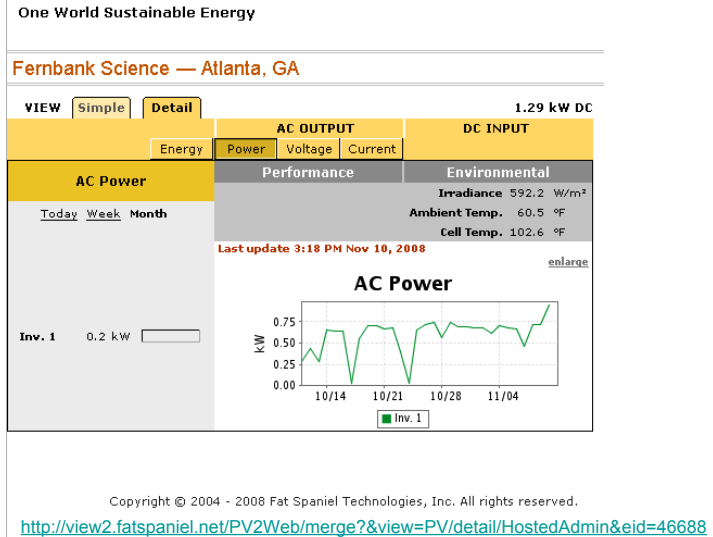 One World Sustainable Energy
Fernbank Science — Atlanta, GA
VIEW Simple Detail 1.29 kW DC
AC OUTPUT DC INPUT
Energy Power Voltage Current
AC Power Performance Environmental
Irradiance 592.2 W/m²
Today Week Month Ambient Temp. 60.5 °F
Cell Temp. 102.6 °F
Last update 3:18 PM Nov 10, 2008
enlarge
AC Power
Inv. 1 0.2 kW
kW
0.75
0.50
0.25
0.00
10/14 10/21 10/28 11/04
Inv. 1
Copyright © 2004 - 2008 Fat Spaniel Technologies, Inc. All rights reserved.
http://view2.fatspaniel.net/PV2Web/merge?&view=PV/detail/HostedAdmin&eid=46688